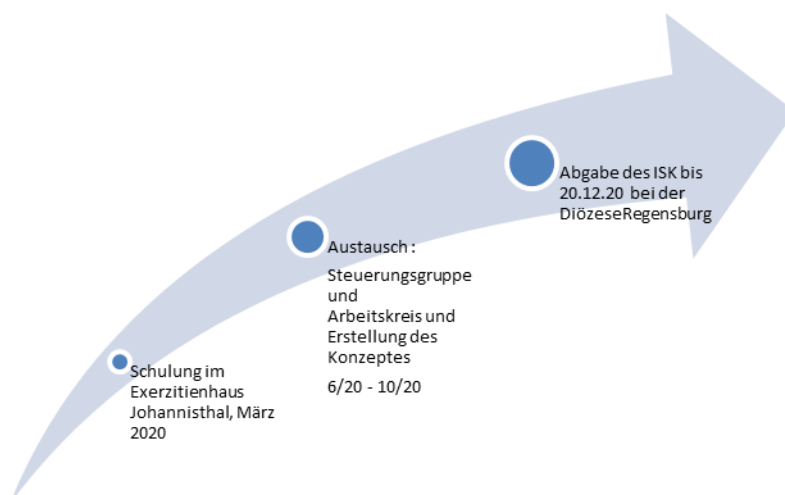 Schulung im
Exerzitienhaus
Johannisthal, März
2020
Austausch :
Steuerungsgruppe
und
Arbeitskreis und
Erstellung des
Konzeptes
6/20 - 10/20
Abgabe des ISK bis
20.12.20 bei der
DiözeseRegensburg